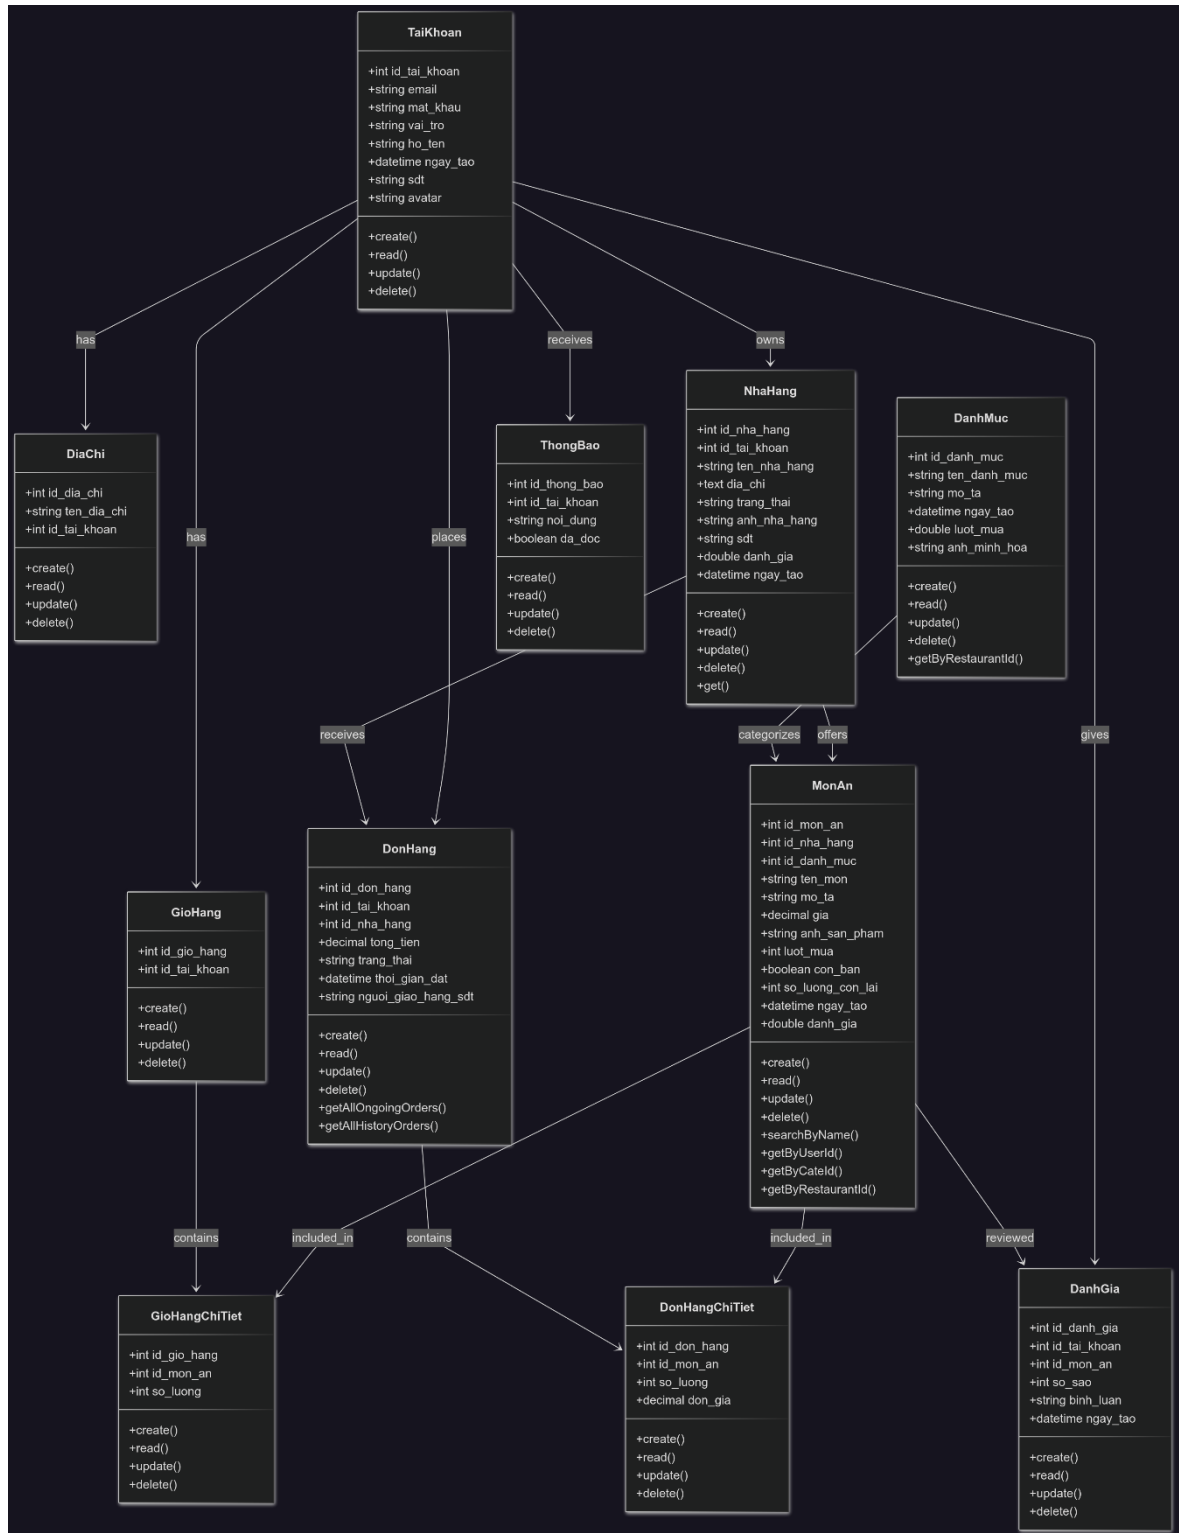 TaiKhoan
+int id_tai_khoan
+string email
+string mat_khau
+string vai_tro
+string ho_ten
+datetime ngay_tao
+string sdt
+string avatar
+create()
+read()
+update()
+delete()
has
receives
owns
DiaChi
+int id_dia_chi
+string ten_dia_chi
+int id_tai_khoan
+create()
+read()
+update()
+delete()
has
places
ThongBao
+int id_thong_bao
+int id_tai_khoan
+string noi_dung
+boolean da_doc
+create()
+read()
+update()
+delete()
NhaHang
+int id_nha_hang
+int id_tai_khoan
+string ten_nha_hang
+text dia_chi
+string trang_thai
+string anh_nha_hang
+string sdt
+double danh_gia
+datetime ngay_tao
+create()
+read()
+update()
+delete()
+get()
DanhMuc
+int id_danh_muc
+string ten_danh_muc
+string mo_ta
+datetime ngay_tao
+double luot_mua
+string anh_minh_hoa
+create()
+read()
+update()
+delete()
+getByRestaurantId()
receives
categorizes
offers
gives
GioHang
+int id_gio_hang
+int id_tai_khoan
+create()
+read()
+update()
+delete()
DonHang
+int id_don_hang
+int id_tai_khoan
+int id_nha_hang
+decimal tong_tien
+string trang_thai
+datetime thoi_gian_dat
+string nguoi_giao_hang_sdt
+create()
+read()
+update()
+delete()
+getAllOngoingOrders()
+getAllHistoryOrders()
MonAn
+int id_mon_an
+int id_nha_hang
+int id_danh_muc
+string ten_mon
+string mo_ta
+decimal gia
+string anh_san_pham
+int luot_mua
+boolean con_ban
+int so_luong_con_lai
+datetime ngay_tao
+double danh_gia
+create()
+read()
+update()
+delete()
+searchByName()
+getByUserId()
+getByCateId()
+getByRestaurantId()
contains
included_in
contains
included_in
reviewed
GioHangChiTiet
+int id_gio_hang
+int id_mon_an
+int so_luong
+create()
+read()
+update()
+delete()
DonHangChiTiet
+int id_don_hang
+int id_mon_an
+int so_luong
+decimal don_gia
+create()
+read()
+update()
+delete()
DanhGia
+int id_danh_gia
+int id_tai_khoan
+int id_mon_an
+int so_sao
+string binh_luan
+datetime ngay_tao
+create()
+read()
+update()
+delete()